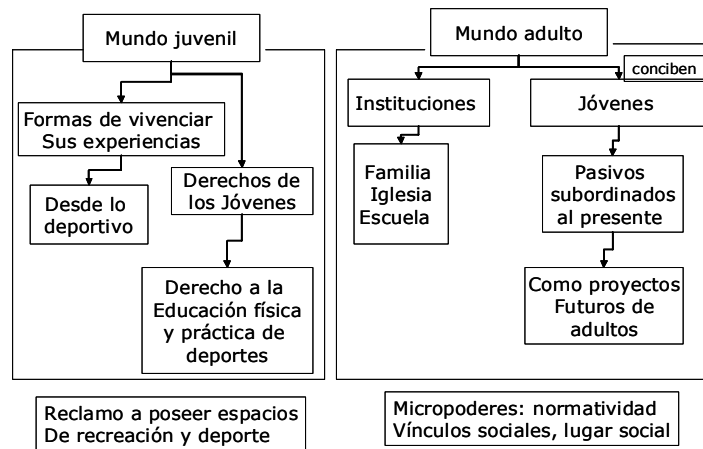 Mundo juvenil
Formas de vivenciar
Sus experiencias
Desde lo
deportivo
Derechos de
los Jóvenes
Derecho a la
Educación física
y práctica de
deportes
Reclamo a poseer espacios
De recreación y deporte
Mundo adulto
conciben
Instituciones
Jóvenes
Familia
Iglesia
Escuela
Pasivos
subordinados
al presente
Como proyectos
Futuros de
adultos
Micropoderes: normatividad
Vínculos sociales, lugar social